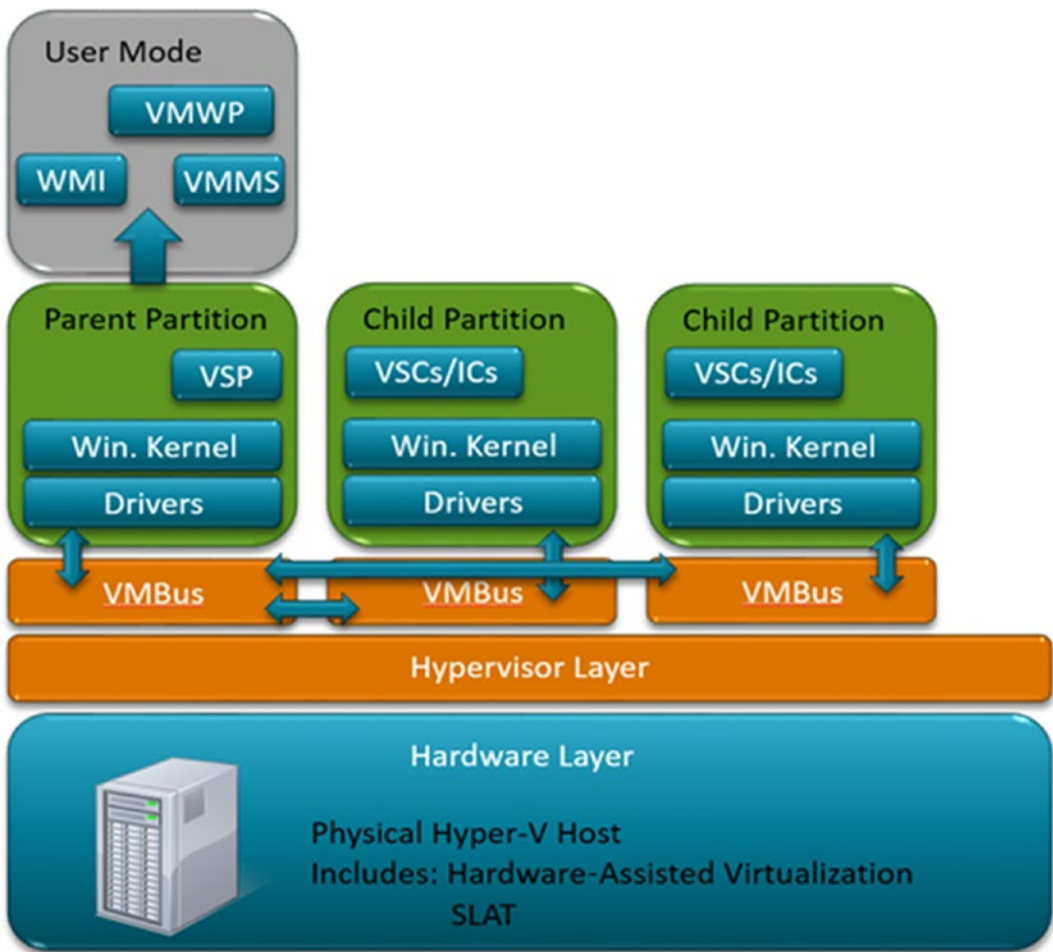 User Mode
VMWP
WMI
VMMS
Parent Partition
VSP
Win. Kernel
Drivers
Child Partition
VSCs/ICs
Win. Kernel
Drivers
Child Partition
VSCs/ICs
Win. Kernel
Drivers
VMBus
VMBus
VMBus
Hypervisor Layer
Hardware Layer
Physical Hyper-V Host
Includes: Hardware-Assisted Virtualization
SLAT